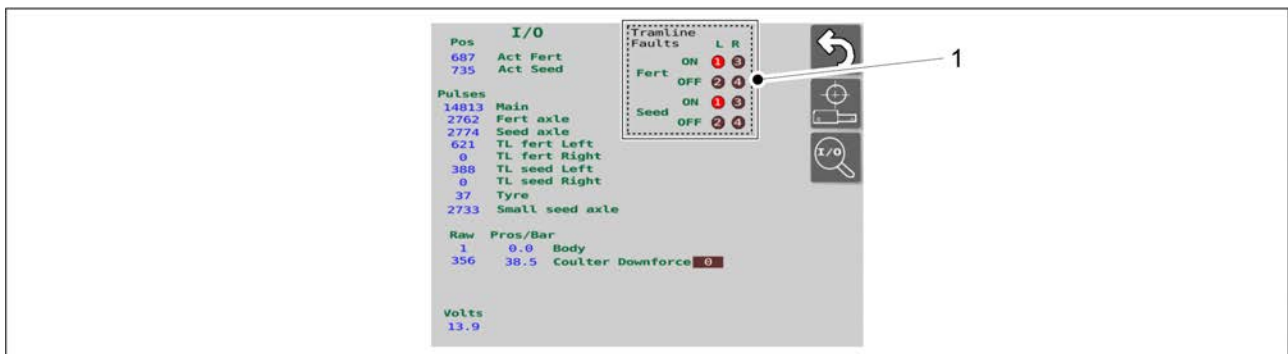 I/O
Pos
687 Act Fert
735 Act Seed
Pulses
14813 Main
2762 Fert axle
2774 Seed axle
621 TL fert Left
0 TL fert Right
388 TL seed Left
0 TL seed Right
37 Tyre
2733 Small seed axle
Raw Pros/Bar
1 0.0 Body
356 38.5 Coulter Downforce 0
Volts
13.9
Tramline
Faults L R
Fert
ON 1 3
OFF 2 4
Seed
ON 1 3
OFF 2 4
I/O
1